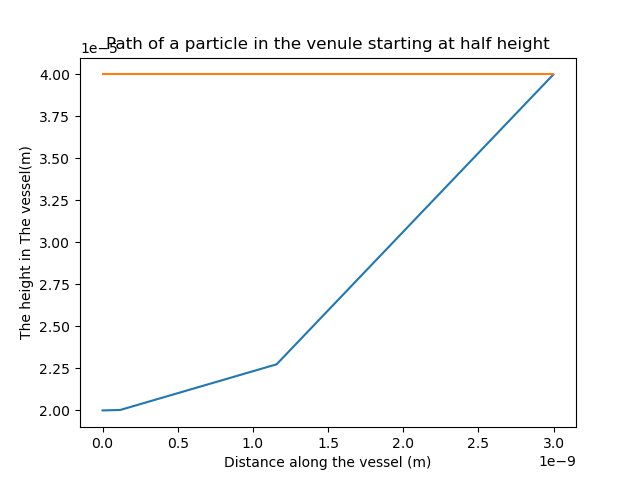 Path of a particle in the venule starting at half height
1e−5
4.00
3.75
3.50
3.25
3.00
2.75
2.50
2.25
2.00
The height in The vessel(m)
0.0 0.5 1.0 1.5 2.0 2.5 3.0
Distance along the vessel (m)
1e−9